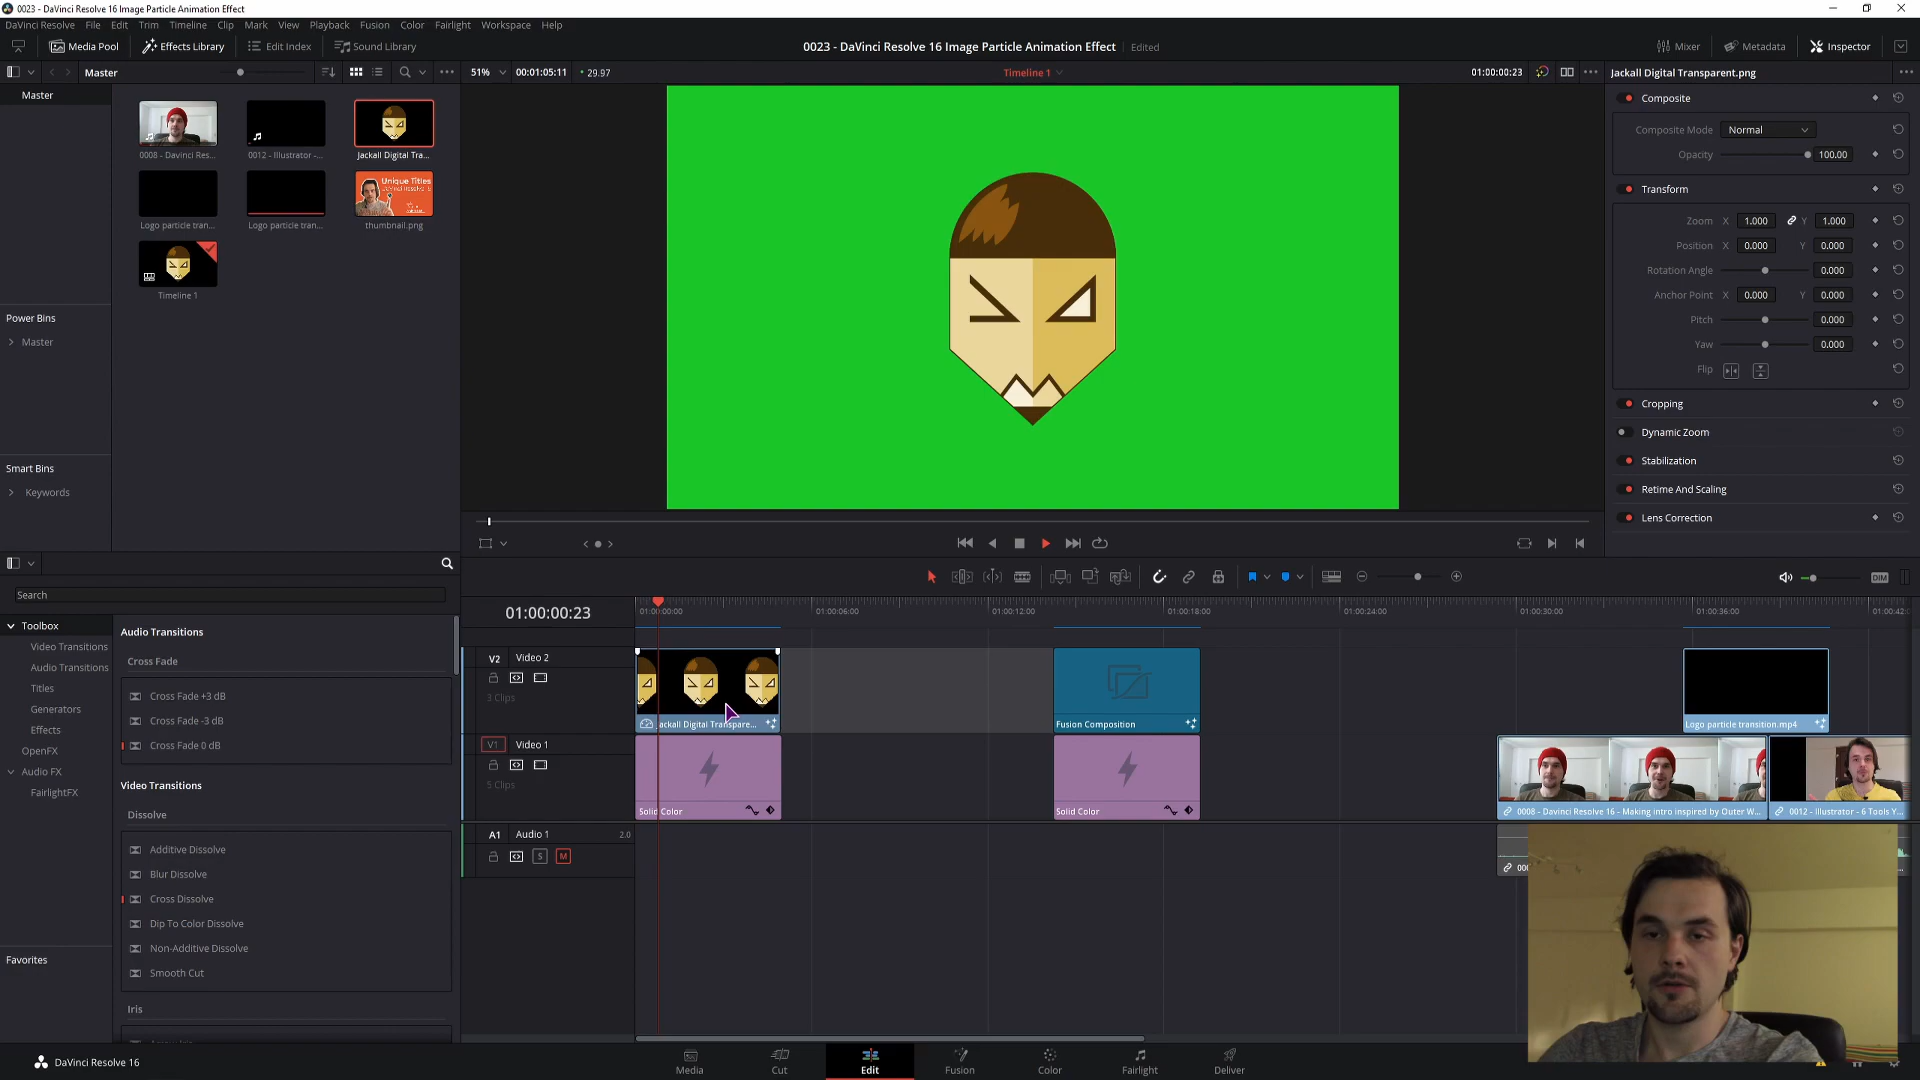 0023 - DaVinci Resolve 16 Image Particle Animation Effect
DaVinci Resolve File Edit Trim Timeline Clip Mark View Playback Fusion Color Fairlight Workspace Help
Media Pool Effects Library Edit Index Sound Library
0023 - DaVinci Resolve 16 Image Particle Animation Effect Edited
Mixer Metadata Inspector
Master
51% 00:01:05:11 29.97
Timeline 1
01:00:00:23
Jackall Digital Transparent.png
Master
0008 - Davinci Res...
0012 - Illustrator -...
Jackall Digital Tra...
Logo particle tran...
Logo particle tran...
thumbnail.png
Unique Titles
Timeline 1
Power Bins
Master
Smart Bins
Keywords
Composite
Composite Mode Normal
Opacity 100.00
Transform
Zoom X 1.000 Y 1.000
Position X 0.000 Y 0.000
Rotation Angle 0.000
Anchor Point X 0.000 Y 0.000
Pitch 0.000
Yaw 0.000
Flip
Cropping
Dynamic Zoom
Stabilization
Retime And Scaling
Lens Correction
DIM
Search
Toolbox
Video Transitions
Audio Transitions
Titles
Generators
Effects
OpenFX
Audio FX
FairlightFX
Favorites
Audio Transitions
Cross Fade
Cross Fade +3 dB
Cross Fade -3 dB
Cross Fade 0 dB
Video Transitions
Dissolve
Additive Dissolve
Blur Dissolve
Cross Dissolve
Dip To Color Dissolve
Non-Additive Dissolve
Smooth Cut
Iris
01:00:00:23
01:00:00:00 01:00:06:00 01:00:12:00 01:00:18:00 01:00:24:00 01:00:30:00 01:00:36:00 01:00:42:0
V2 Video 2
3 Clips
ackall Digital Transpare...
Fusion Composition
Logo particle transition.mp4
V1 Video 1
5 Clips
Solid Color
Solid Color
0008 - Davinci Resolve 16 - Making intro inspired by Outer W...
0012 - Illustrator - 6 Tools Y...
A1 Audio 1 2.0
S M
000
DaVinci Resolve 16
Media Cut Edit Fusion Color Fairlight Deliver